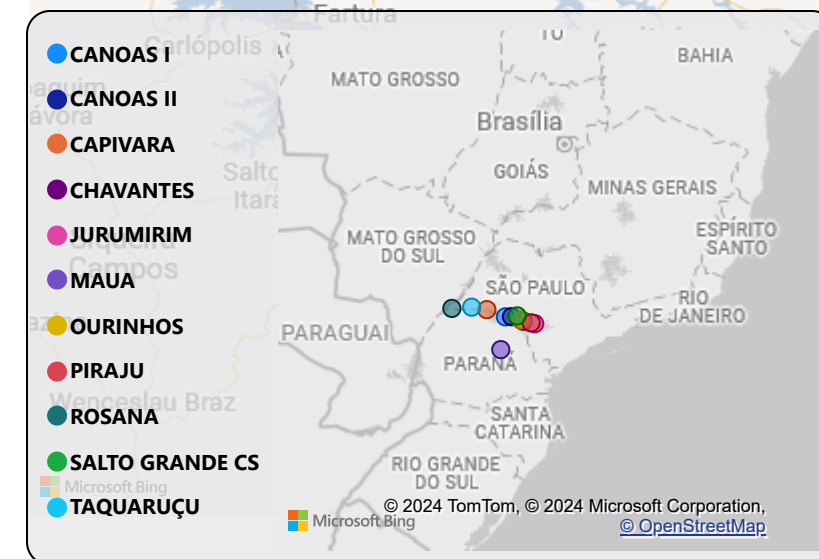 Fartura
Carlópolis
CANOAS I
CANOAS II
CAPIVARA
CHAVANTES
JURUMIRIM
MAUA
OURINHOS
PIRAJU
ROSANA
SALTO GRANDE CS
TAQUARUÇU
Salto
Itara
Siqueira
Campos
Wenceslau Braz
Microsoft Bing
TO
BAHIA
MATO GROSSO
Brasília
GOIÁS
MINAS GERAIS
MATO GROSSO
DO SUL
ESPÍRITO
SANTO
SÃO PAULO
RIO
DE JANEIRO
PARAGUAI
PARANÁ
SANTA
CATARINA
RIO GRANDE
DO SUL
Microsoft Bing
© 2024 TomTom, © 2024 Microsoft Corporation,
© OpenStreetMap